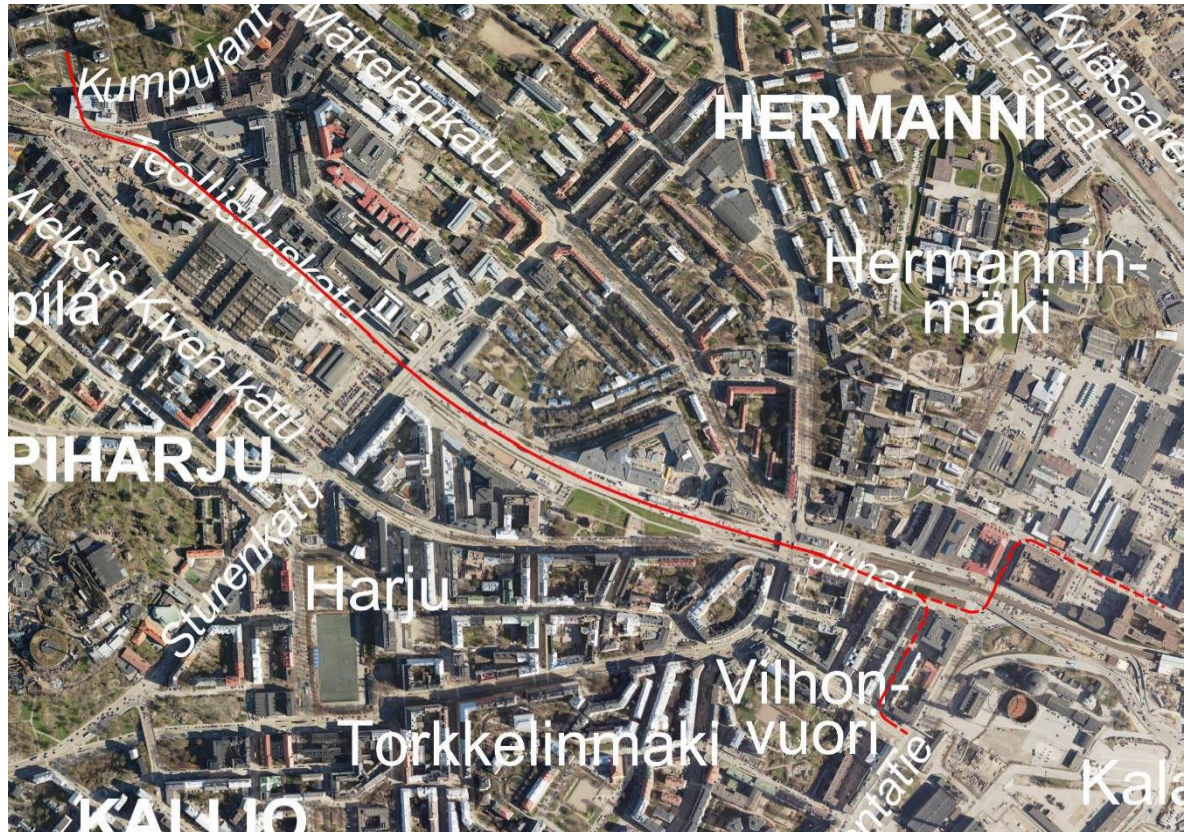 Kumpulant
Mäkelänkatu
Kyläsaaren
nin rantat
HERMANNI
Teollisuuskatu
Aleksis Kiven katu
Hermannin-
mäki
pila
PIHARJU
Sturenkatu
Harju
Junat
Vilhon-
vuori
Torkkelinmäki
entatie
Kala
KALLIO